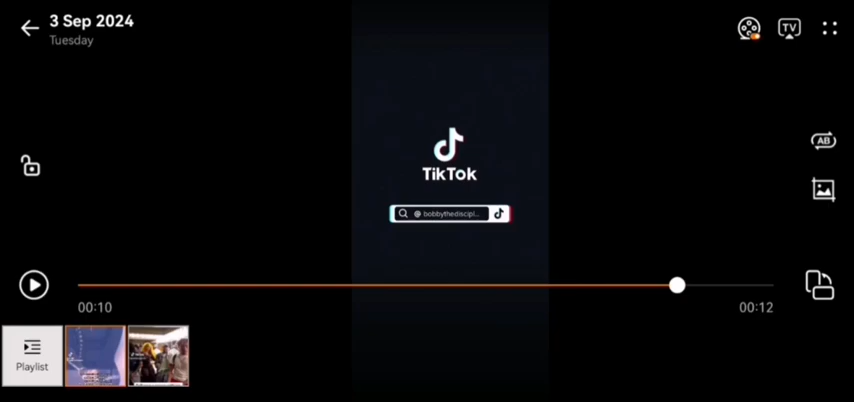 3 Sep 2024
Tuesday
TV
AB
TikTok
@ bobbythediscipl...
00:10
00:12
Playlist